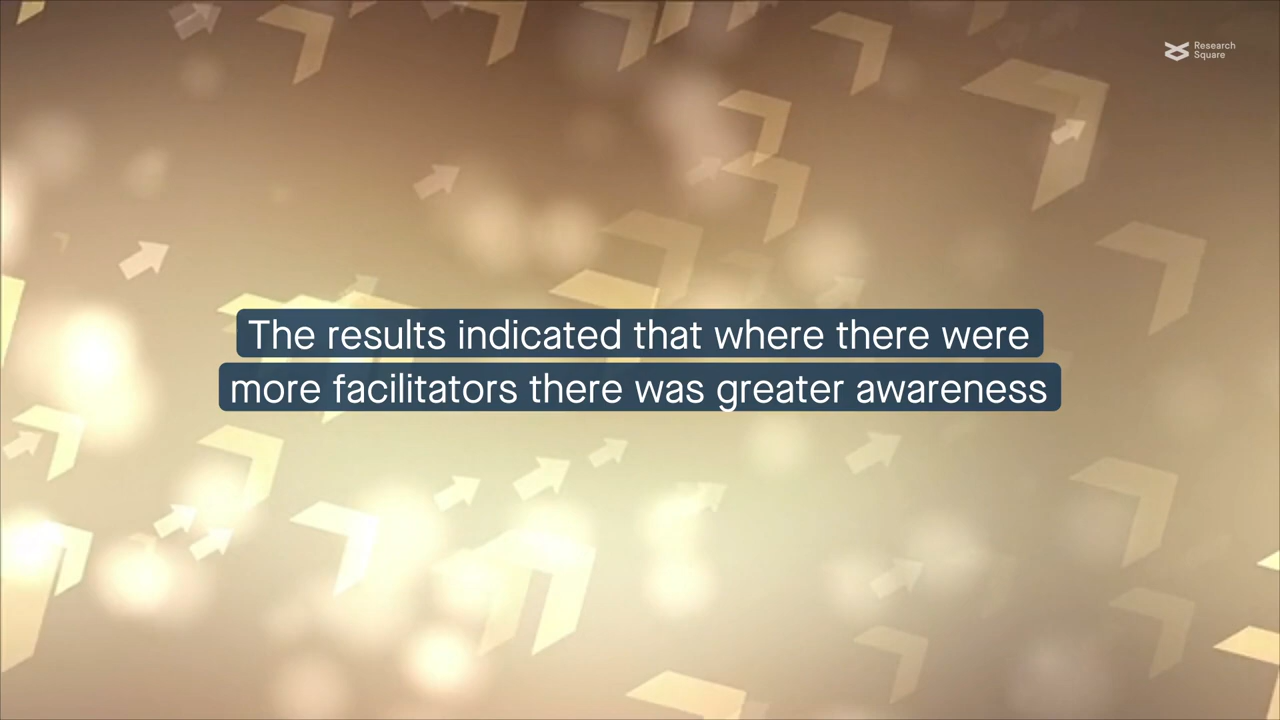 Research
Square
The results indicated that where there were
more facilitators there was greater awareness